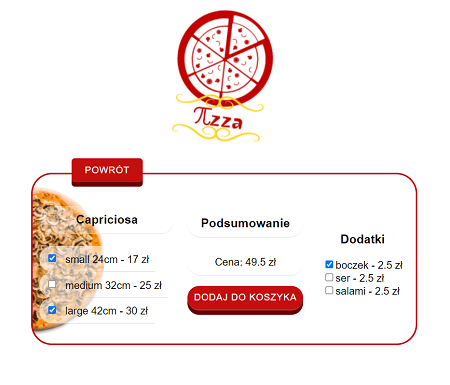 πzza
POWRÓT
Capriciosa
small 24cm - 17 zł
medium 32cm - 25 zł
large 42cm - 30 zł
Podsumowanie
Cena: 49.5 zł
DODAJ DO KOSZYKA
Dodatki
boczek - 2.5 zł
ser - 2.5 zł
salami - 2.5 zł